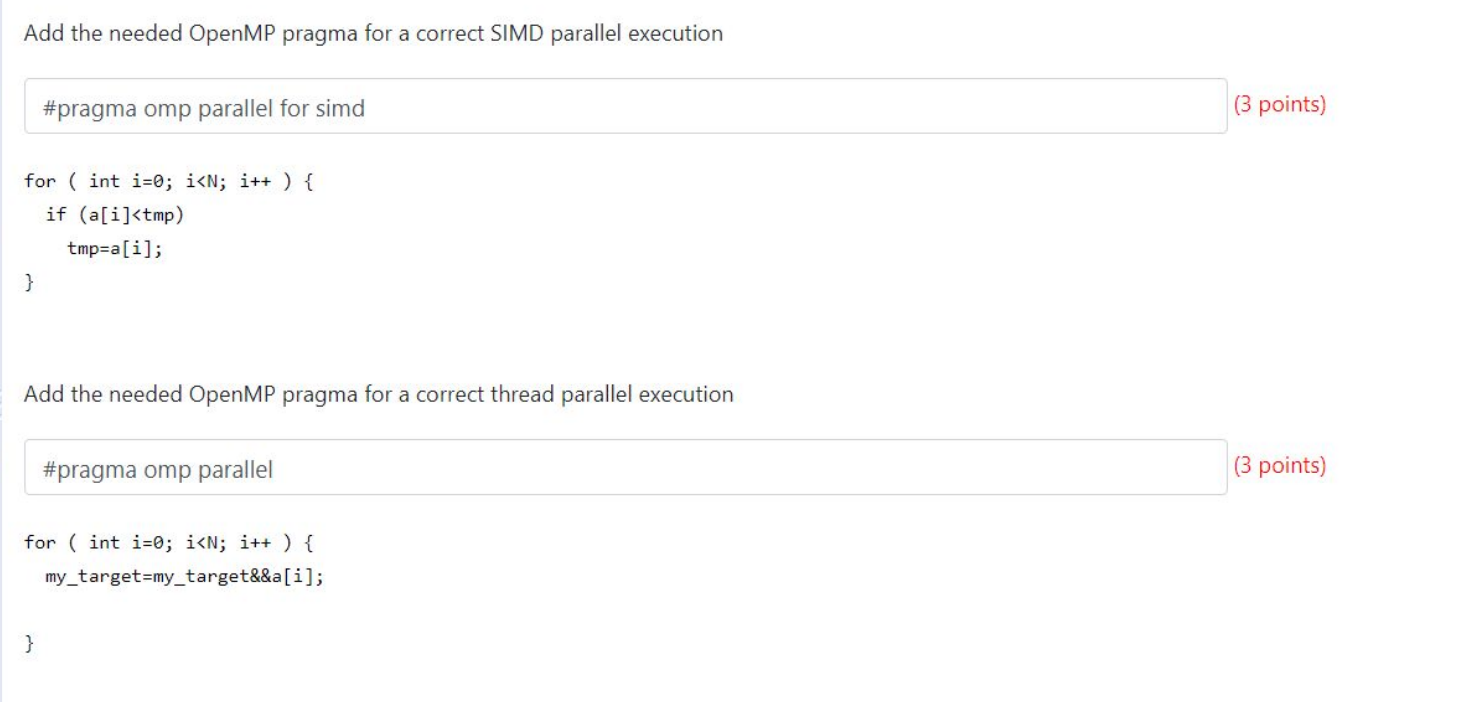 Add the needed OpenMP pragma for a correct SIMD parallel execution
#pragma omp parallel for simd
(3 points)
for ( int i=0; i<N; i++ ) {
  if (a[i]<tmp)
    tmp=a[i];
}
Add the needed OpenMP pragma for a correct thread parallel execution
#pragma omp parallel
(3 points)
for ( int i=0; i<N; i++ ) {
  my_target=my_target&&a[i];
}